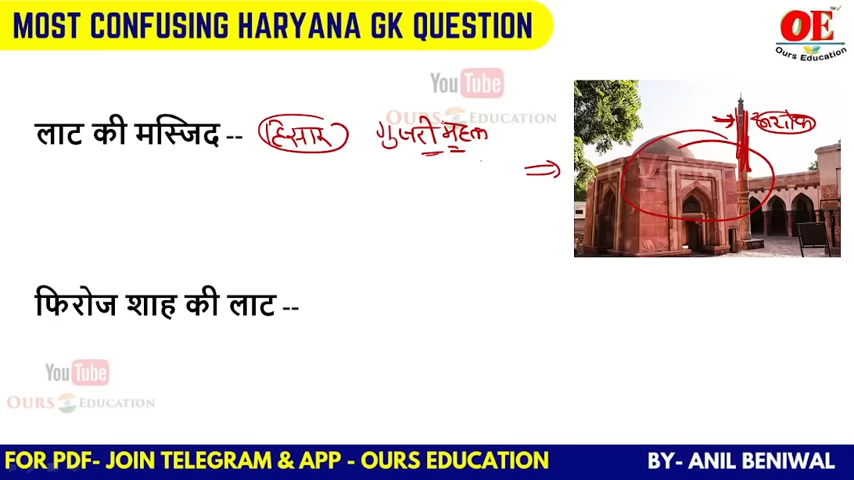 MOST CONFUSING HARYANA GK QUESTION
OE
Ours Education
YouTube
OURS EDUCATION
लाट की मस्जिद -- हिसार गुजरी महल
अशोक
फिरोज शाह की लाट --
YouTube
OURS EDUCATION
FOR PDF- JOIN TELEGRAM & APP - OURS EDUCATION BY- ANIL BENIWAL